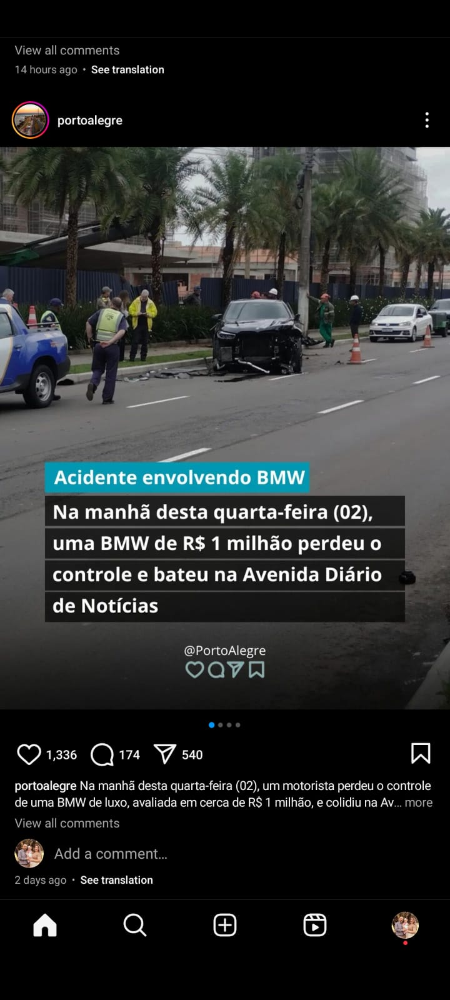 View all comments
14 hours ago • See translation
portoalegre
Acidente envolvendo BMW
Na manhã desta quarta-feira (02),
uma BMW de R$ 1 milhão perdeu o
controle e bateu na Avenida Diário
de Notícias
@PortoAlegre
1,336 174 540
portoalegre Na manhã desta quarta-feira (02), um motorista perdeu o controle
de uma BMW de luxo, avaliada em cerca de R$ 1 milhão, e colidiu na Av... more
View all comments
Add a comment...
2 days ago • See translation